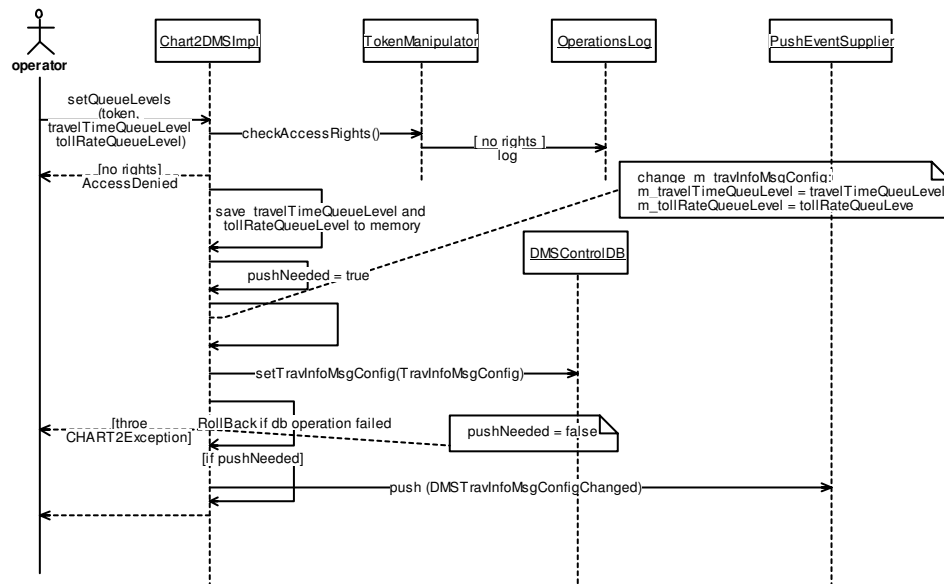 Chart2DMSImpl
TokenManipulator
OperationsLog
PushEventSupplier
operator
setQueueLevels
(token,
travelTimeQueueLevel
tollRateQueueLevel)
checkAccessRights()
[ no rights ]
log
[no rights]
AccessDenied
change m_travInfoMsgConfig:
m_travelTimeQueuLevel = travelTimeQueuLevel
m_tollRateQueueLevel = tollRateQueuLeve
save travelTimeQueueLevel and
tollRateQueueLevel to memory
DMSControlDB
pushNeeded = true
setTravInfoMsgConfig(TravInfoMsgConfig)
[throe
CHART2Exception]
RollBack if db operation failed
pushNeeded = false
[if pushNeeded]
push (DMSTravInfoMsgConfigChanged)